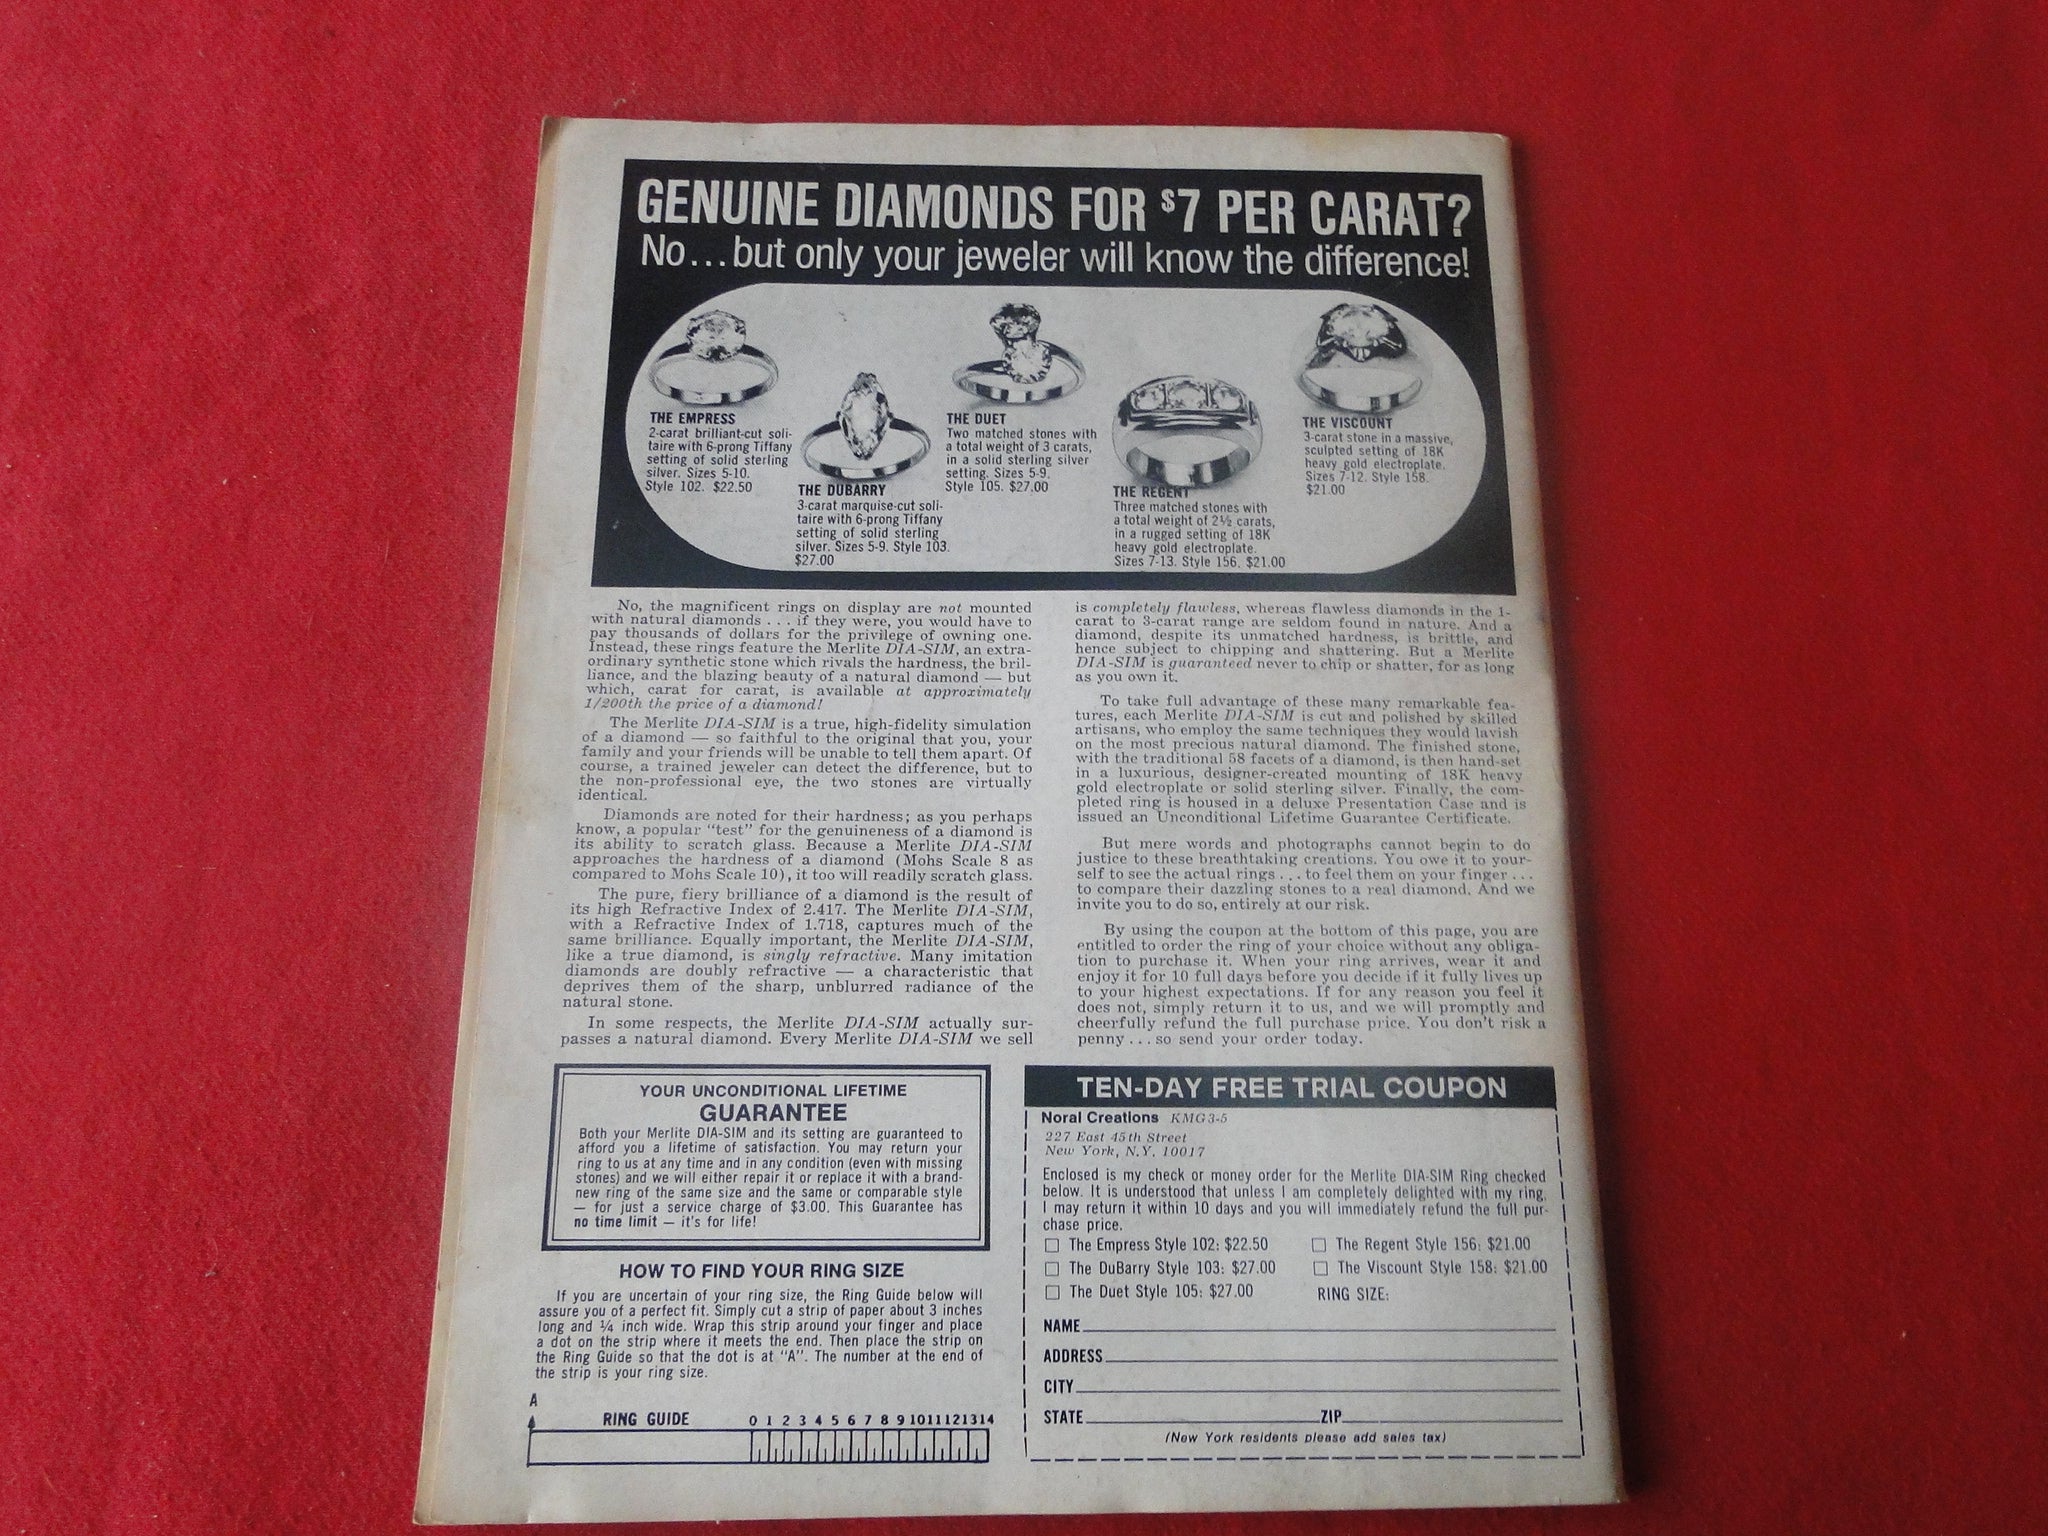 GENUINE DIAMONDS FOR $7 PER CARAT?
No...but only your jeweler will know the difference!
THE EMPRESS
2-carat brilliant-cut soli-
taire with 6-prong Tiffany
setting of solid sterling
silver. Sizes 5-10.
Style 102. $22.50
THE DUBARRY
3-carat marquise-cut soli-
taire with 6-prong Tiffany
setting of solid sterling
silver. Sizes 5-9. Style 103.
$27.00
THE DUET
Two matched stones with
a total weight of 3 carats,
in a solid sterling silver
setting. Sizes 5-9.
Style 105. $27.00
THE REGENT
Three matched stones with
a total weight of 2½ carats,
in a rugged setting of 18K
heavy gold electroplate.
Sizes 7-13. Style 156. $21.00
THE VISCOUNT
3-carat stone in a massive,
sculpted setting of 18K
heavy gold electroplate.
Sizes 7-12. Style 158.
$21.00
No, the magnificent rings on display are not mounted
with natural diamonds . . . if they were, you would have to
pay thousands of dollars for the privilege of owning one.
Instead, these rings feature the Merlite DIA-SIM, an extra-
ordinary synthetic stone which rivals the hardness, the bril-
liance, and the blazing beauty of a natural diamond — but
which, carat for carat, is available at approximately
1/200th the price of a diamond!
The Merlite DIA-SIM is a true, high-fidelity simulation
of a diamond — so faithful to the original that you, your
family and your friends will be unable to tell them apart. Of
course, a trained jeweler can detect the difference, but to
the non-professional eye, the two stones are virtually
identical.
Diamonds are noted for their hardness; as you perhaps
know, a popular "test" for the genuineness of a diamond is
its ability to scratch glass. Because a Merlite DIA-SIM
approaches the hardness of a diamond (Mohs Scale 8 as
compared to Mohs Scale 10), it too will readily scratch glass.
The pure, fiery brilliance of a diamond is the result of
its high Refractive Index of 2.417. The Merlite DIA-SIM,
with a Refractive Index of 1.718, captures much of the
same brilliance. Equally important, the Merlite DIA-SIM,
like a true diamond, is singly refractive. Many imitation
diamonds are doubly refractive — a characteristic that
deprives them of the sharp, unblurred radiance of the
natural stone.
In some respects, the Merlite DIA-SIM actually sur-
passes a natural diamond. Every Merlite DIA-SIM we sell
is completely flawless, whereas flawless diamonds in the 1-
carat to 3-carat range are seldom found in nature. And a
diamond, despite its unmatched hardness, is brittle, and
hence subject to chipping and shattering. But a Merlite
DIA-SIM is guaranteed never to chip or shatter, for as long
as you own it.
To take full advantage of these many remarkable fea-
tures, each Merlite DIA-SIM is cut and polished by skilled
artisans, who employ the same techniques they would lavish
on the most precious natural diamond. The finished stone,
with the traditional 58 facets of a diamond, is then hand-set
in a luxurious, designer-created mounting of 18K heavy
gold electroplate or solid sterling silver. Finally, the com-
pleted ring is housed in a deluxe Presentation Case and is
issued an Unconditional Lifetime Guarantee Certificate.
But mere words and photographs cannot begin to do
justice to these breathtaking creations. You owe it to your-
self to see the actual rings . . . to feel them on your finger . . .
to compare their dazzling stones to a real diamond. And we
invite you to do so, entirely at our risk.
By using the coupon at the bottom of this page, you are
entitled to order the ring of your choice without any obliga-
tion to purchase it. When your ring arrives, wear it and
enjoy it for 10 full days before you decide if it fully lives up
to your highest expectations. If for any reason you feel it
does not, simply return it to us, and we will promptly and
cheerfully refund the full purchase price. You don't risk a
penny . . . so send your order today.
YOUR UNCONDITIONAL LIFETIME
GUARANTEE
Both your Merlite DIA-SIM and its setting are guaranteed to
afford you a lifetime of satisfaction. You may return your
ring to us at any time and in any condition (even with missing
stones) and we will either repair it or replace it with a brand-
new ring of the same size and the same or comparable style
— for just a service charge of $3.00. This Guarantee has
no time limit — it's for life!
HOW TO FIND YOUR RING SIZE
If you are uncertain of your ring size, the Ring Guide below will
assure you of a perfect fit. Simply cut a strip of paper about 3 inches
long and ¼ inch wide. Wrap this strip around your finger and place
a dot on the strip where it meets the end. Then place the strip on
the Ring Guide so that the dot is at "A". The number at the end of
the strip is your ring size.
A
RING GUIDE 0 1 2 3 4 5 6 7 8 9 10 11 12 13 14
TEN-DAY FREE TRIAL COUPON
Noral Creations KMG3-5
227 East 45th Street
New York, N.Y. 10017
Enclosed is my check or money order for the Merlite DIA-SIM Ring checked
below. It is understood that unless I am completely delighted with my ring,
I may return it within 10 days and you will immediately refund the full pur-
chase price.
The Empress Style 102: $22.50 The Regent Style 156: $21.00
The DuBarry Style 103: $27.00 The Viscount Style 158: $21.00
The Duet Style 105: $27.00 RING SIZE:
NAME
ADDRESS
CITY
STATE ZIP
(New York residents please add sales tax)